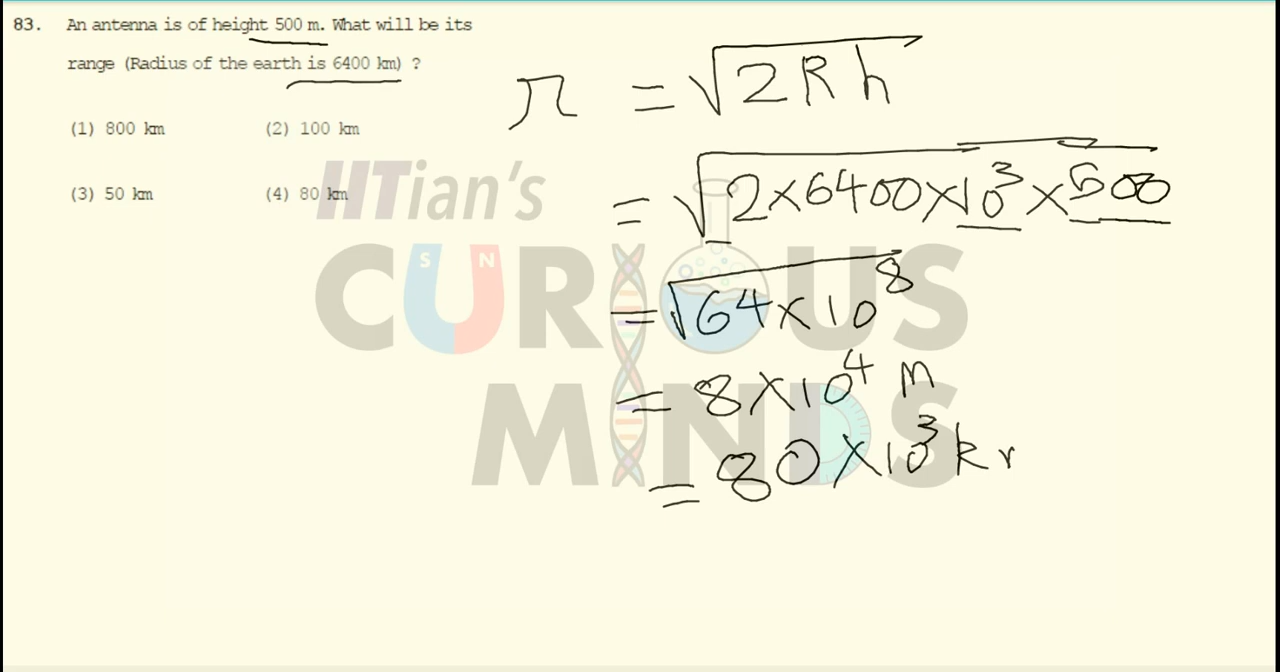 83. An antenna is of height 500 m. What will be its
range (Radius of the earth is 6400 km) ?
(1) 800 km (2) 100 km
(3) 50 km (4) 80 km
r = √2Rh
= √2×6400×10³×500
= √64×10⁸
= 8×10⁴ m
= 80×10³ k
IITian's
CURIOUS
S N
MINDS